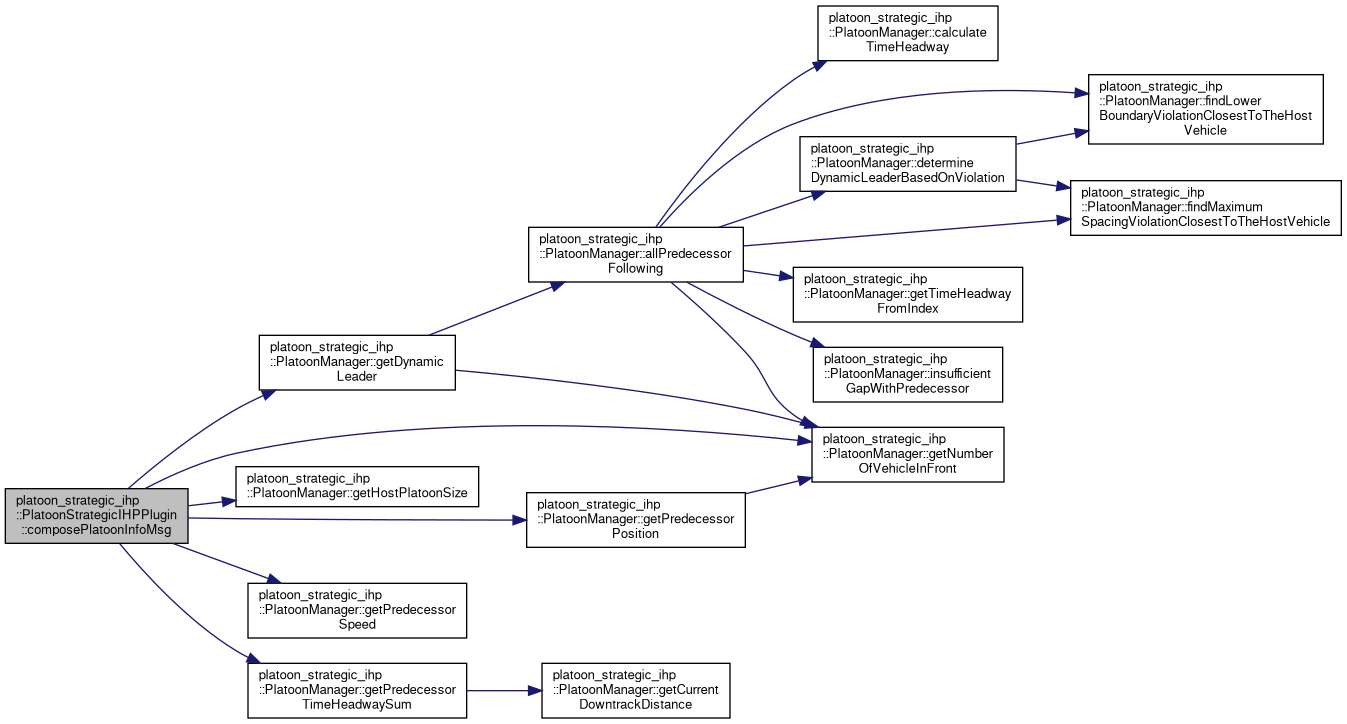 platoon_strategic_ihp
::PlatoonManager::calculate
TimeHeadway
platoon_strategic_ihp
::PlatoonManager::findLower
BoundaryViolationClosestToTheHost
Vehicle
platoon_strategic_ihp
::PlatoonManager::determine
DynamicLeaderBasedOnViolation
platoon_strategic_ihp
::PlatoonManager::findMaximum
SpacingViolationClosestToTheHostVehicle
platoon_strategic_ihp
::PlatoonManager::allPredecessor
Following
platoon_strategic_ihp
::PlatoonManager::getTimeHeadway
FromIndex
platoon_strategic_ihp
::PlatoonManager::getDynamic
Leader
platoon_strategic_ihp
::PlatoonManager::insufficient
GapWithPredecessor
platoon_strategic_ihp
::PlatoonManager::getNumber
OfVehicleInFront
platoon_strategic_ihp
::PlatoonManager::getHostPlatoonSize
platoon_strategic_ihp
::PlatoonStrategicIHPPlugin
::composePlatoonInfoMsg
platoon_strategic_ihp
::PlatoonManager::getPredecessor
Position
platoon_strategic_ihp
::PlatoonManager::getPredecessor
Speed
platoon_strategic_ihp
::PlatoonManager::getPredecessor
TimeHeadwaySum
platoon_strategic_ihp
::PlatoonManager::getCurrent
DowntrackDistance